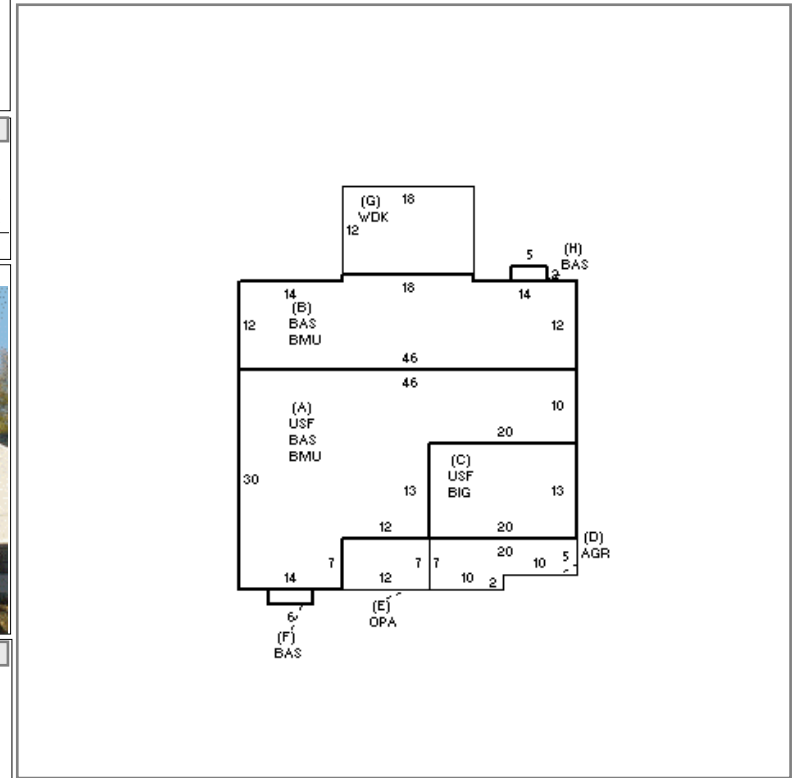 (G) 18
WDK
12
5 (H)
2 BAS
14 18 14
(B)
12 BAS 12
BMU
46
46
10
(A)
USF
BAS
BMU
20
(C)
USF
BIG
30
13 13
12 20
(D)
AGR
20
7 7 7 10 5
14 12 10 2
(E)
OPA
6
(F)
BAS